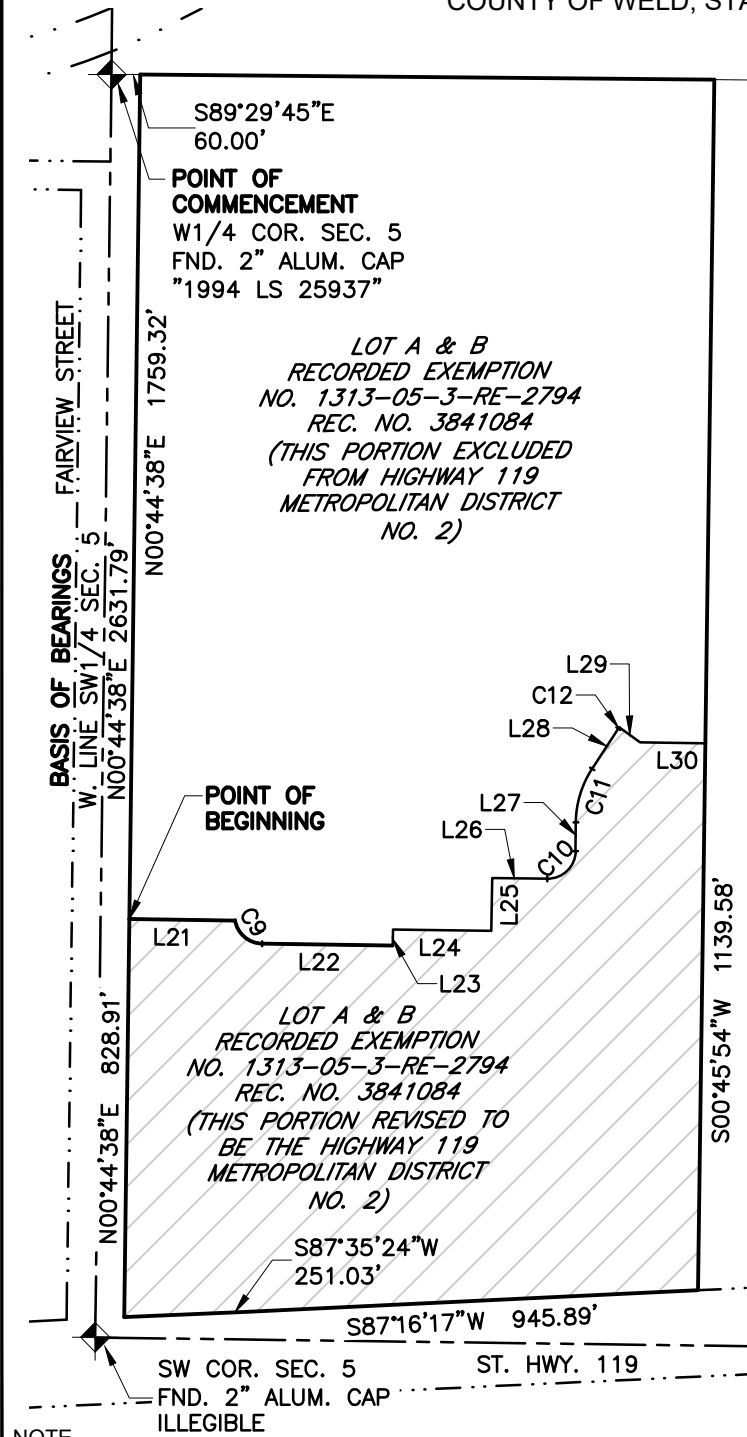 COUNTY OF WELD, STA
S89°29'45"E
60.00'
POINT OF
COMMENCEMENT
W1/4 COR. SEC. 5
FND. 2" ALUM. CAP
"1994 LS 25937"
FAIRVIEW STREET
BASIS OF BEARINGS
W. LINE SW1/4 SEC. 5
N00°44'38"E 2631.79'
N00°44'38"E 1759.32'
LOT A & B
RECORDED EXEMPTION
NO. 1313-05-3-RE-2794
REC. NO. 3841084
(THIS PORTION EXCLUDED
FROM HIGHWAY 119
METROPOLITAN DISTRICT
NO. 2)
L29
C12
L28
L30
C11
L27
L26
C10
L25
POINT OF
BEGINNING
L21
C9
L22
L24
L23
N00°44'38"E 828.91'
S00°45'54"W 1139.58'
LOT A & B
RECORDED EXEMPTION
NO. 1313-05-3-RE-2794
REC. NO. 3841084
(THIS PORTION REVISED TO
BE THE HIGHWAY 119
METROPOLITAN DISTRICT
NO. 2)
S87°35'24"W
251.03'
S87°16'17"W 945.89'
SW COR. SEC. 5
FND. 2" ALUM. CAP
ILLEGIBLE
ST. HWY. 119
NOTE